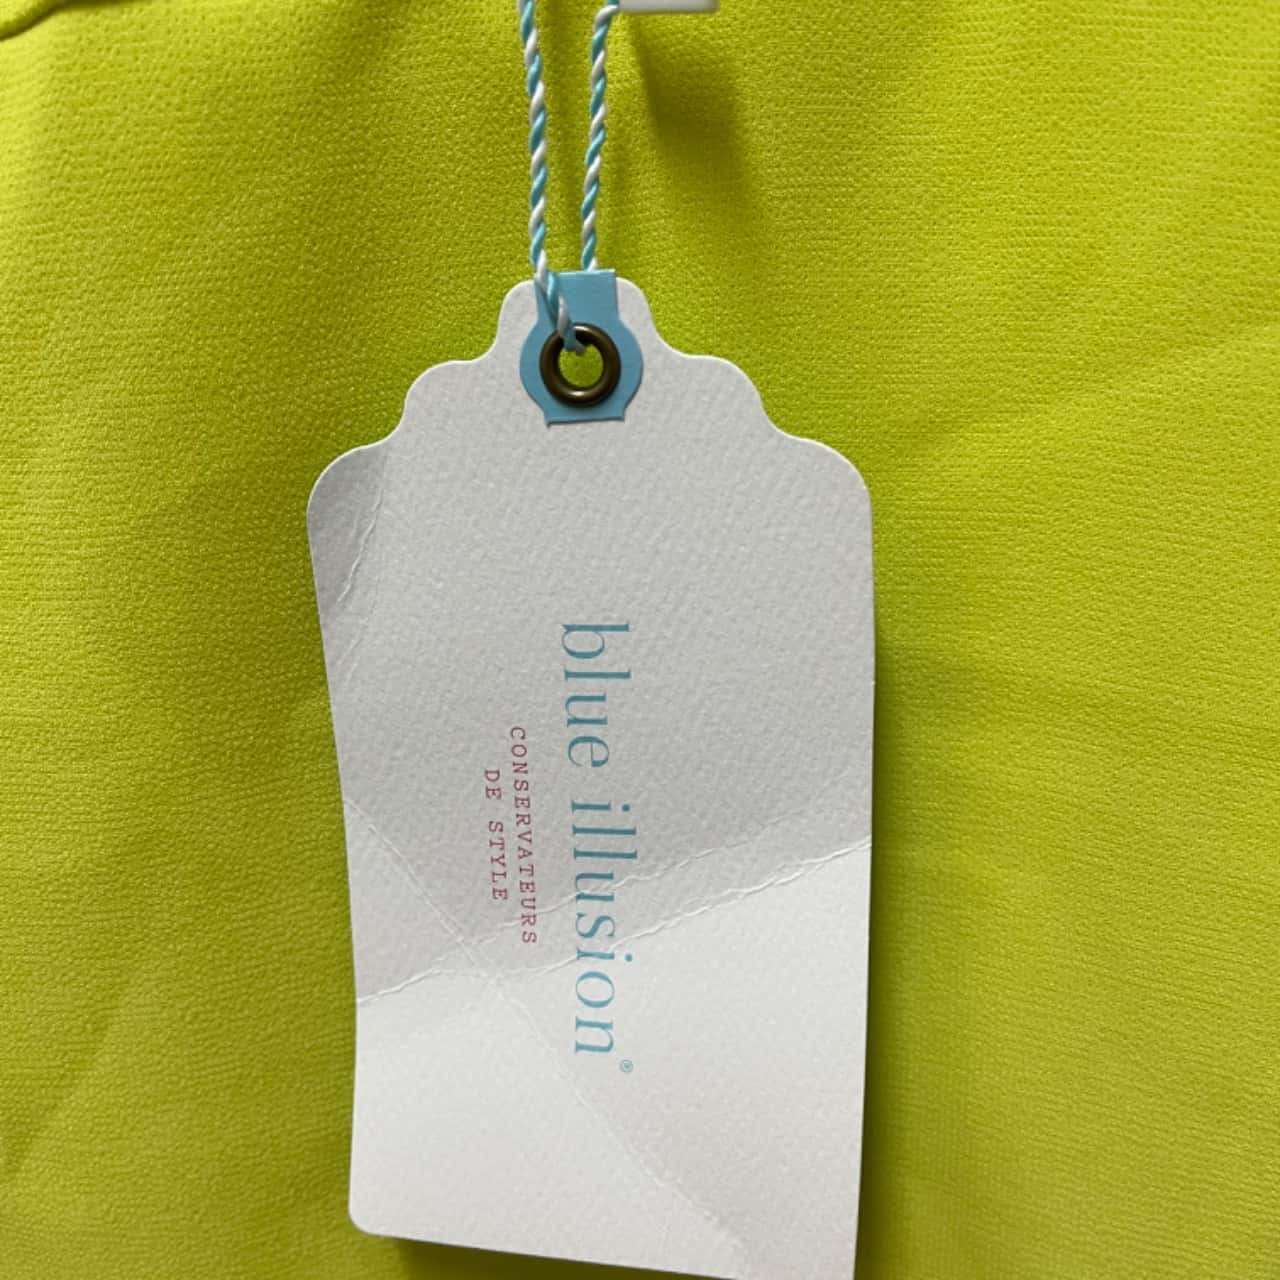 blue illusion®
CONSERVATEURS
DE STYLE